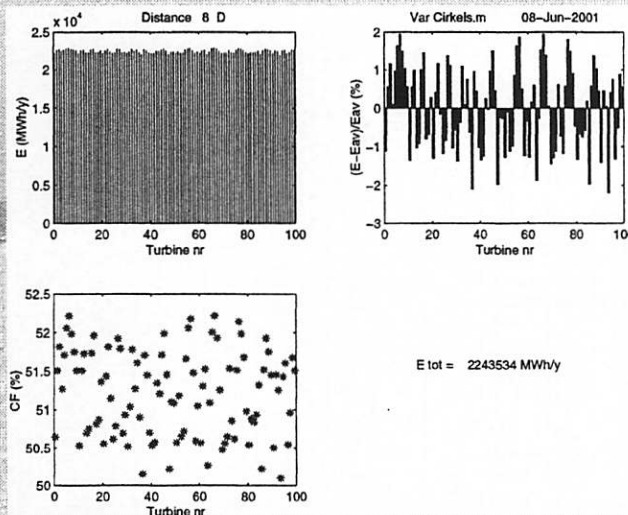 Distance 8 D
x 10^4
2.5
2
1.5
1
0.5
0
E (MWh/y)
0 20 40 60 80 100
Turbine nr
Var Cirkels.m 08-Jun-2001
2
1
0
-1
-2
-3
(E-Eav)/Eav (%)
0 20 40 60 80 100
Turbine nr
52.5
52
51.5
51
50.5
50
CF (%)
0 20 40 60 80 100
Turbine nr
E tot = 2243534 MWh/y